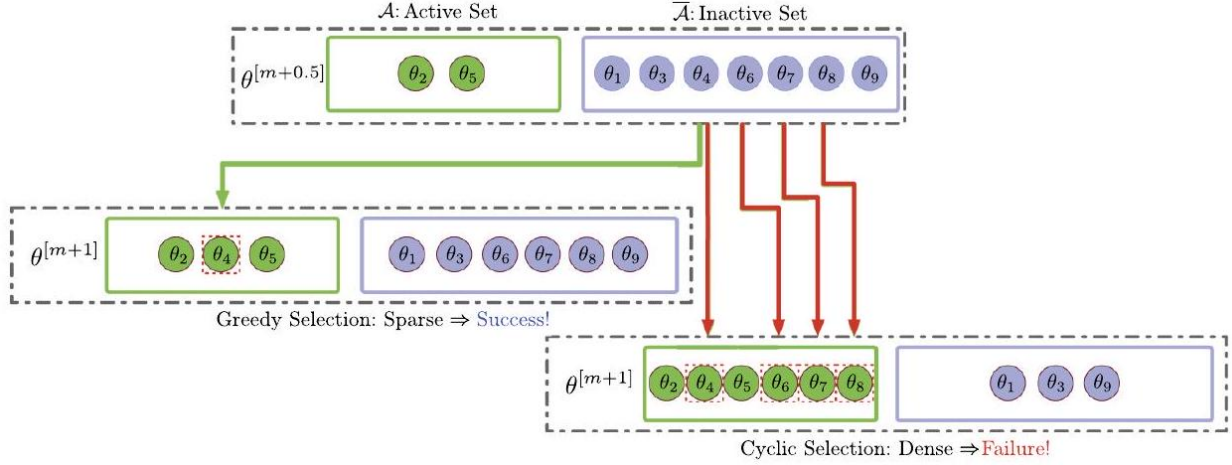 𝒜: Active Set
𝒜̅: Inactive Set
θ^[m+0.5]
θ₂ θ₅
θ₁ θ₃ θ₄ θ₆ θ₇ θ₈ θ₉
θ^[m+1]
θ₂ θ₄ θ₅
θ₁ θ₃ θ₆ θ₇ θ₈ θ₉
Greedy Selection: Sparse ⇒ Success!
θ^[m+1]
θ₂ θ₄ θ₅ θ₆ θ₇ θ₈
θ₁ θ₃ θ₉
Cyclic Selection: Dense ⇒Failure!